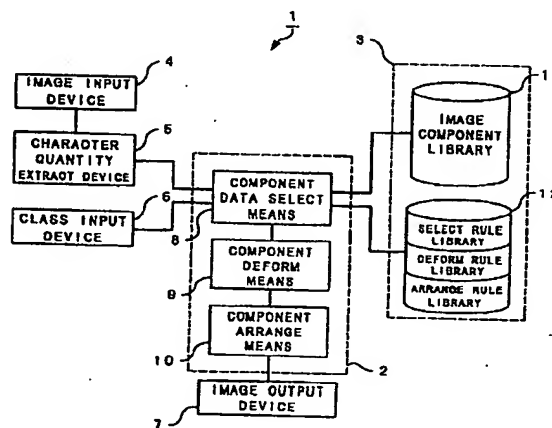 1
3
4
IMAGE INPUT
DEVICE
5
CHARACTER
QUANTITY
EXTRACT DEVICE
6
CLASS INPUT
DEVICE
COMPONENT
DATA SELECT
MEANS
8
COMPONENT
DEFORM
MEANS
9
COMPONENT
ARRANGE
MEANS
10
2
IMAGE OUTPUT
DEVICE
7
1
IMAGE
COMPONENT
LIBRARY
12
SELECT RULE
LIBRARY
DEFORM RULE
LIBRARY
ARRANGE RULE
LIBRARY